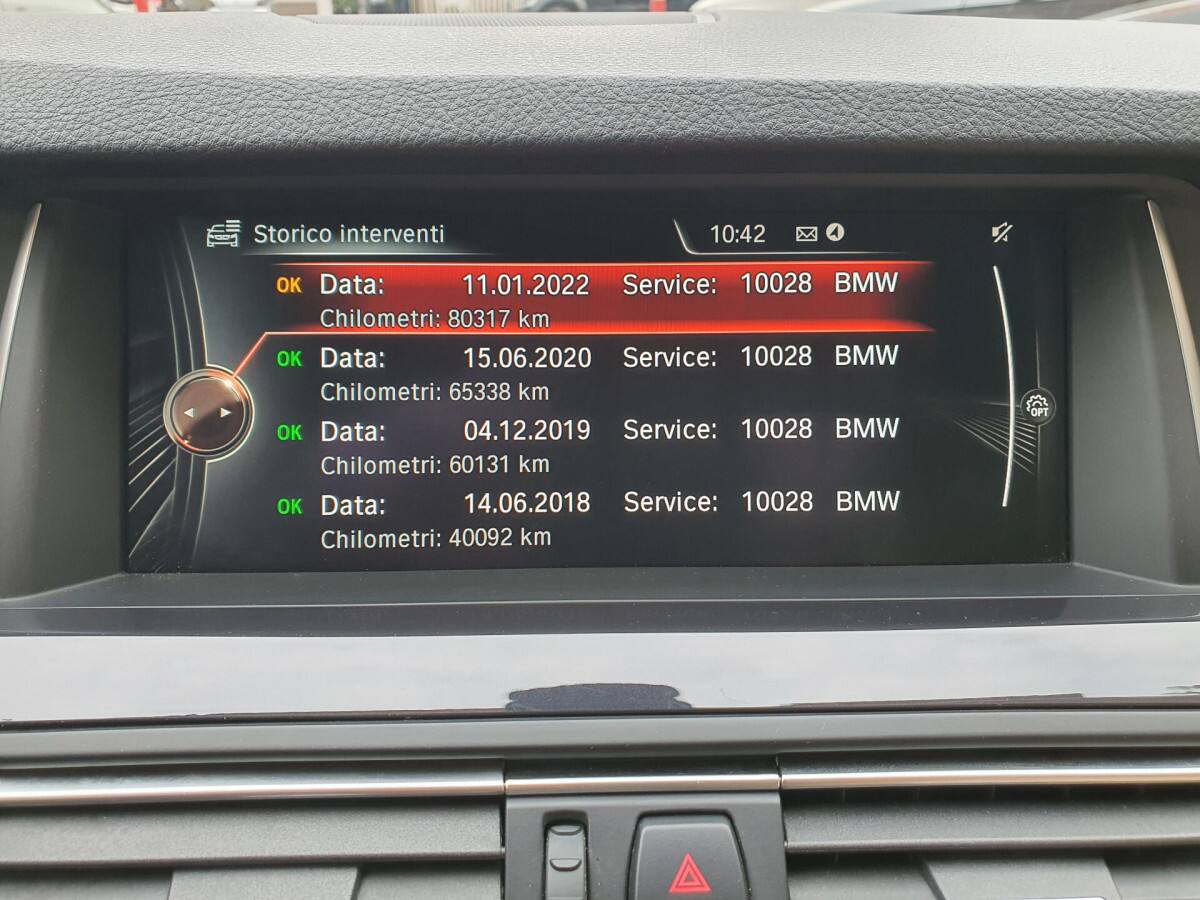 Storico interventi 10:42
OK Data: 11.01.2022 Service: 10028 BMW
Chilometri: 80317 km
OK Data: 15.06.2020 Service: 10028 BMW
Chilometri: 65338 km
OK Data: 04.12.2019 Service: 10028 BMW
Chilometri: 60131 km
OK Data: 14.06.2018 Service: 10028 BMW
Chilometri: 40092 km
OPT